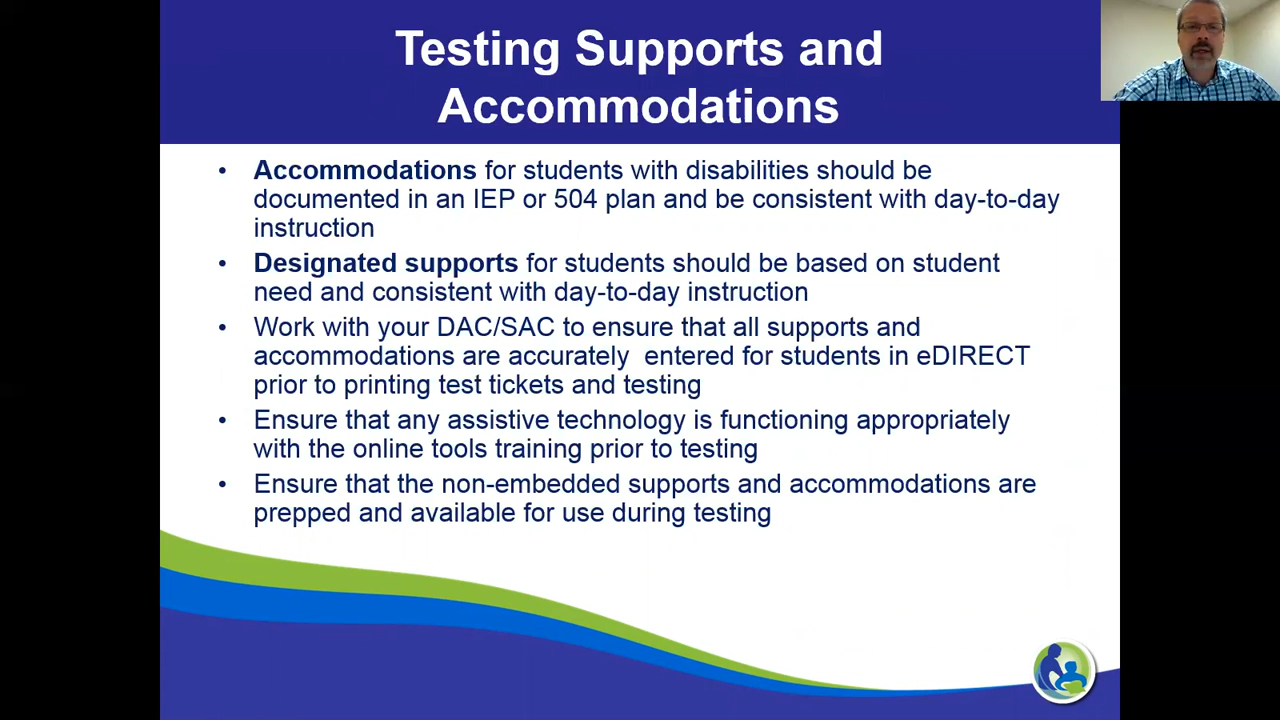 Testing Supports and
Accommodations
• Accommodations for students with disabilities should be
documented in an IEP or 504 plan and be consistent with day-to-day
instruction
• Designated supports for students should be based on student
need and consistent with day-to-day instruction
• Work with your DAC/SAC to ensure that all supports and
accommodations are accurately  entered for students in eDIRECT
prior to printing test tickets and testing
• Ensure that any assistive technology is functioning appropriately
with the online tools training prior to testing
• Ensure that the non-embedded supports and accommodations are
prepped and available for use during testing